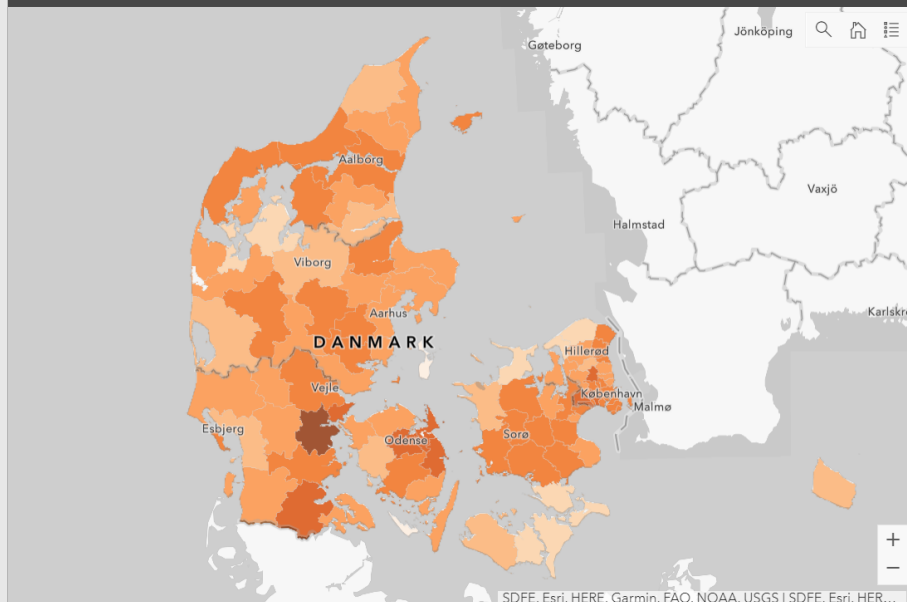 Gøteborg
Jönköping
Aalborg
Vaxjö
Halmstad
Viborg
Aarhus
Karlskr
DANMARK
Hillerød
Vejle
København
Malmø
Esbjerg
Odense
Sorø
+
−
SDFE, Esri, HERE, Garmin, FAO, NOAA, USGS | SDFE, Esri, HER...